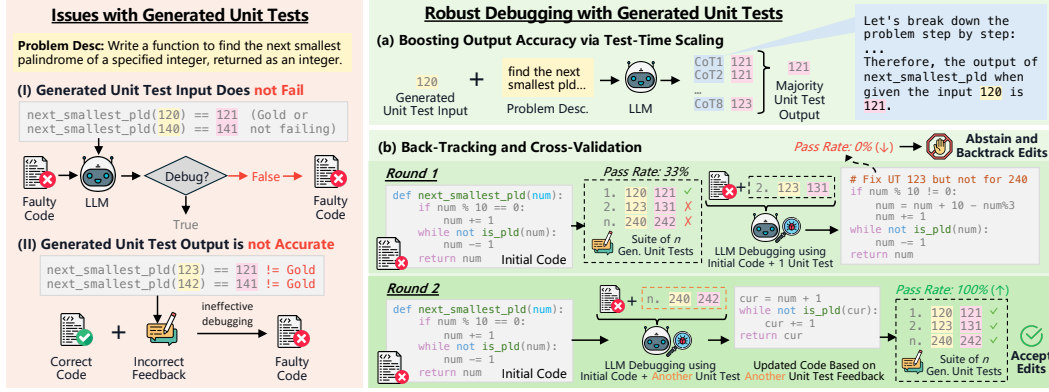 Issues with Generated Unit Tests
Problem Desc: Write a function to find the next smallest
palindrome of a specified integer, returned as an integer.
(I) Generated Unit Test Input Does not Fail
next_smallest_pld(120) == 121 (Gold or
next_smallest_pld(140) == 141 not failing)
Faulty
Code
LLM
Debug?
False
True
Faulty
Code
(II) Generated Unit Test Output is not Accurate
next_smallest_pld(123) == 121 != Gold
next_smallest_pld(142) == 141 != Gold
Correct
Code
+
Incorrect
Feedback
ineffective
debugging
Faulty
Code
Robust Debugging with Generated Unit Tests
(a) Boosting Output Accuracy via Test-Time Scaling
120
Generated
Unit Test Input
+
find the next
smallest pld…
Problem Desc.
LLM
CoT1 121
CoT2 121
…
CoT8 123
121
Majority
Unit Test
Output
Let's break down the
problem step by step:
...
Therefore, the output of
next_smallest_pld when
given the input 120 is
121.
(b) Back-Tracking and Cross-Validation
Pass Rate: 0% (↓)
Abstain and
Backtrack Edits
Round 1
def next_smallest_pld(num):
if num % 10 == 0:
num += 1
while not is_pld(num):
num -= 1
return num
Initial Code
Pass Rate: 33%
1. 120 121 ✓
2. 123 131 ✗
n. 240 242 ✗
Suite of n
Gen. Unit Tests
+
2. 123 131
LLM Debugging using
Initial Code + 1 Unit Test
# Fix UT 123 but not for 240
if num % 10 != 0:
num = num + 10 - num%3
num += 1
while not is_pld(num):
num -= 1
return num
Round 2
def next_smallest_pld(num):
if num % 10 == 0:
num += 1
while not is_pld(num):
num -= 1
return num
Initial Code
+
n. 240 242
LLM Debugging using
Initial Code + Another Unit Test
cur = num + 1
while not is_pld(cur):
cur += 1
return cur
Updated Code Based on
Another Unit Test Feedback
Pass Rate: 100% (↑)
1. 120 121 ✓
2. 123 131 ✓
n. 240 242 ✓
Suite of n
Gen. Unit Tests
Accept
Edits